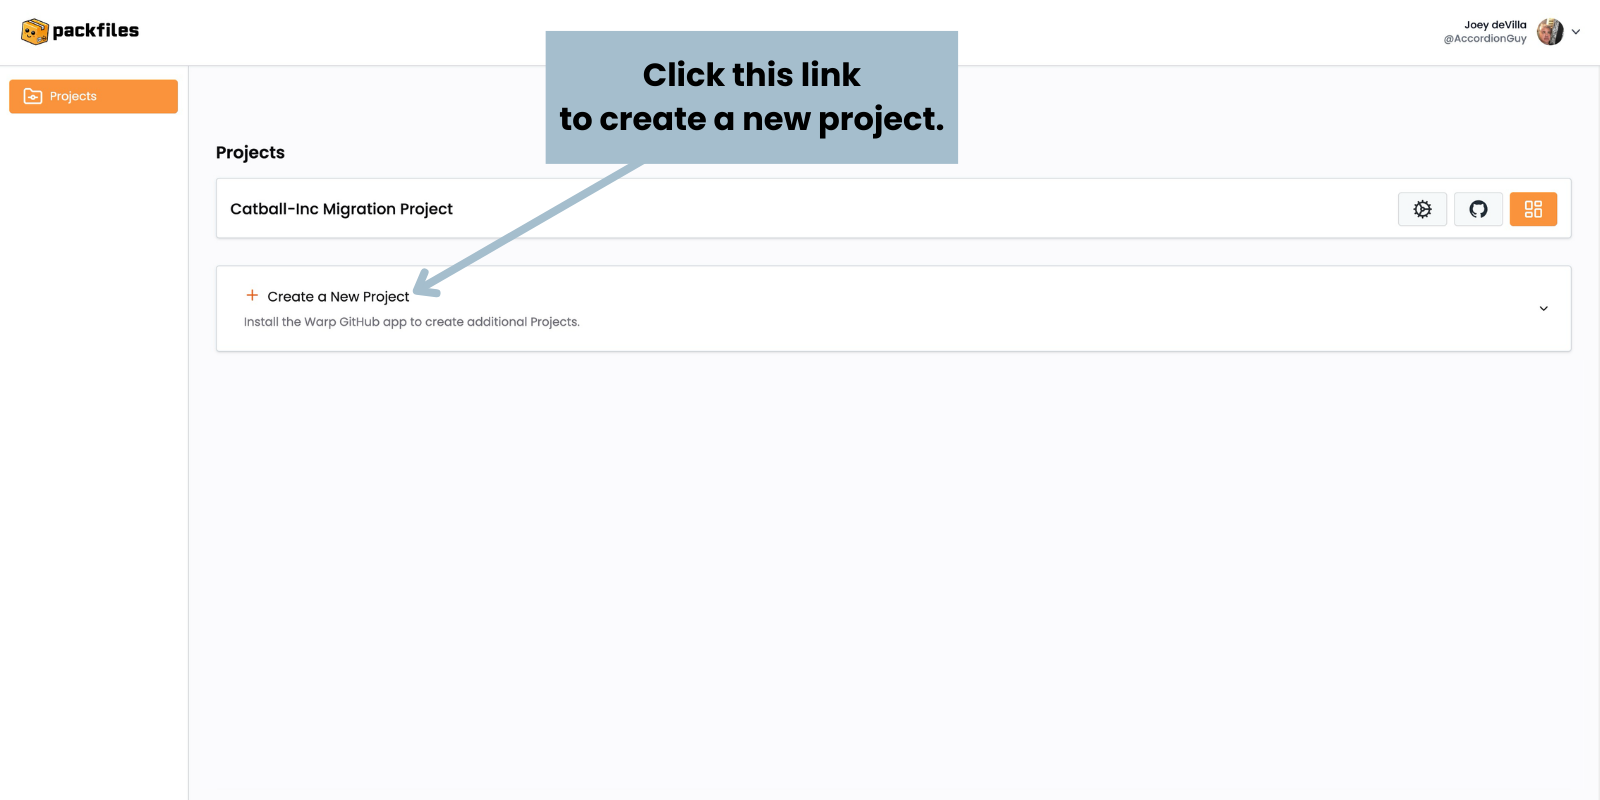 packfiles
Joey deVilla
@AccordionGuy
Click this link
to create a new project.
Projects
Projects
Catball-Inc Migration Project
Create a New Project
Install the Warp GitHub app to create additional Projects.